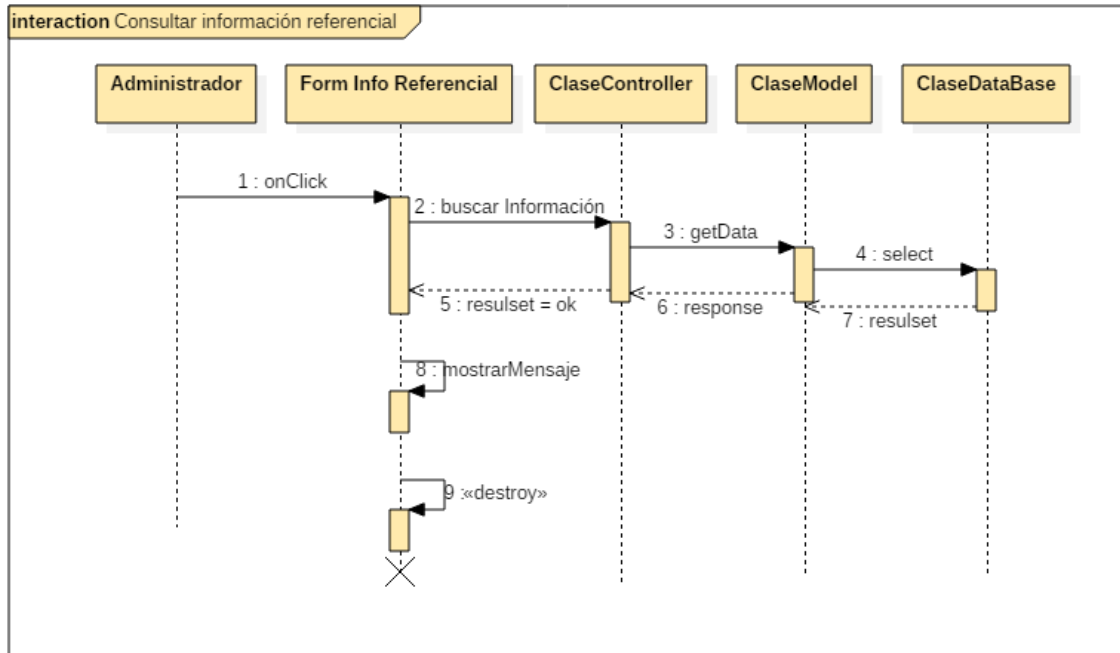 interaction Consultar información referencial
Administrador
Form Info Referencial
ClaseController
ClaseModel
ClaseDataBase
1 : onClick
2 : buscar Información
3 : getData
4 : select
5 : resulset = ok
6 : response
7 : resulset
8 : mostrarMensaje
9 :«destroy»